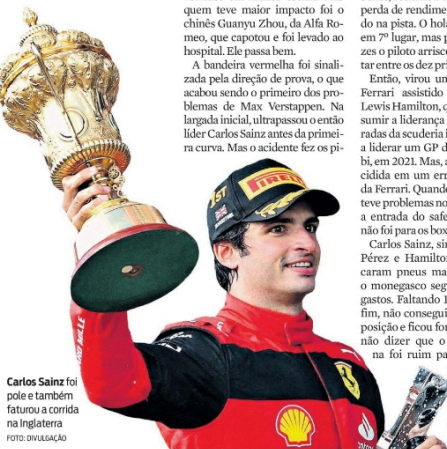 quem teve maior impacto foi o
chinês Guanyu Zhou, da Alfa Ro-
meo, que capotou e foi levado ao
hospital. Ele passa bem.
A bandeira vermelha foi sinali-
zada pela direção de prova, o que
acabou sendo o primeiro dos pro-
blemas de Max Verstappen. Na
largada inicial, ultrapassou o então
líder Carlos Sainz antes da primei-
ra curva. Mas o acidente fez os pi-
perda de rendime
do na pista. O hola
em 7º lugar, mas p
zes o piloto arrisc
tar entre os dez pri
Então, virou um
Ferrari assistido
Lewis Hamilton, q
sumir a liderança
radas da scuderia i
a liderar um GP d
bi, em 2021. Mas, a
cidida em um err
da Ferrari. Quando
teve problemas no
a entrada do safe
não foi para os box
Carlos Sainz, sin
Pérez e Hamilton
caram pneus ma
o monegasco seg
gastos. Faltando 1
fim, não consegui
posição e ficou for
não dizer que o
na foi ruim pa
Carlos Sainz foi
pole e também
faturou a corrida
na Inglaterra
FOTO: DIVULGAÇÃO
1ST
PIRELLI
MILLE
Santander